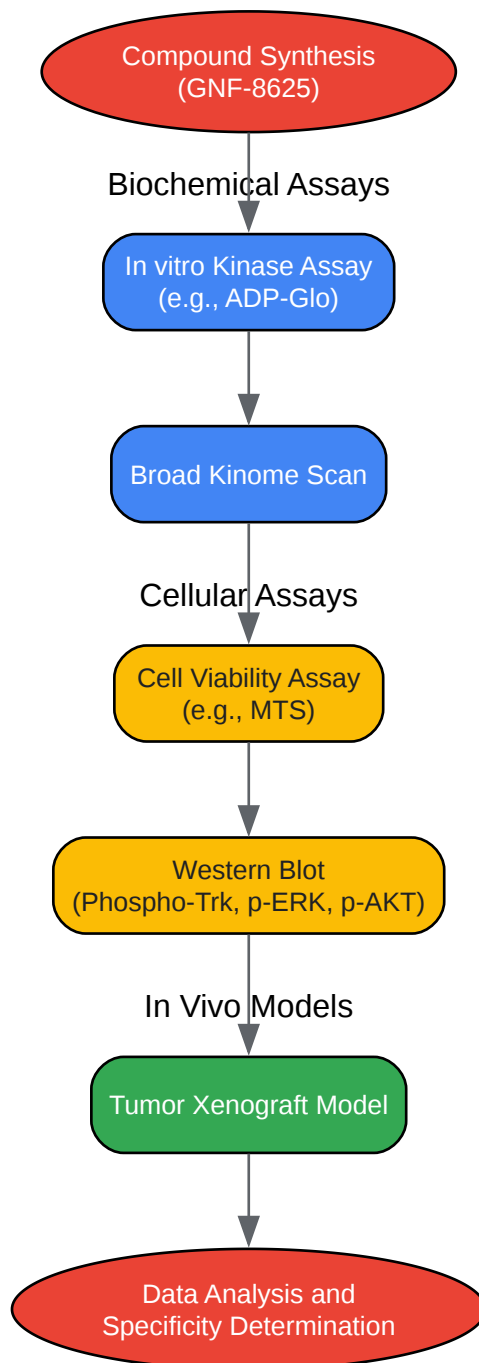 Compound Synthesis
(GNF-8625)
Biochemical Assays
In vitro Kinase Assay
(e.g., ADP-Glo)
Broad Kinome Scan
Cellular Assays
Cell Viability Assay
(e.g., MTS)
Western Blot
(Phospho-Trk, p-ERK, p-AKT)
In Vivo Models
Tumor Xenograft Model
Data Analysis and
Specificity Determination